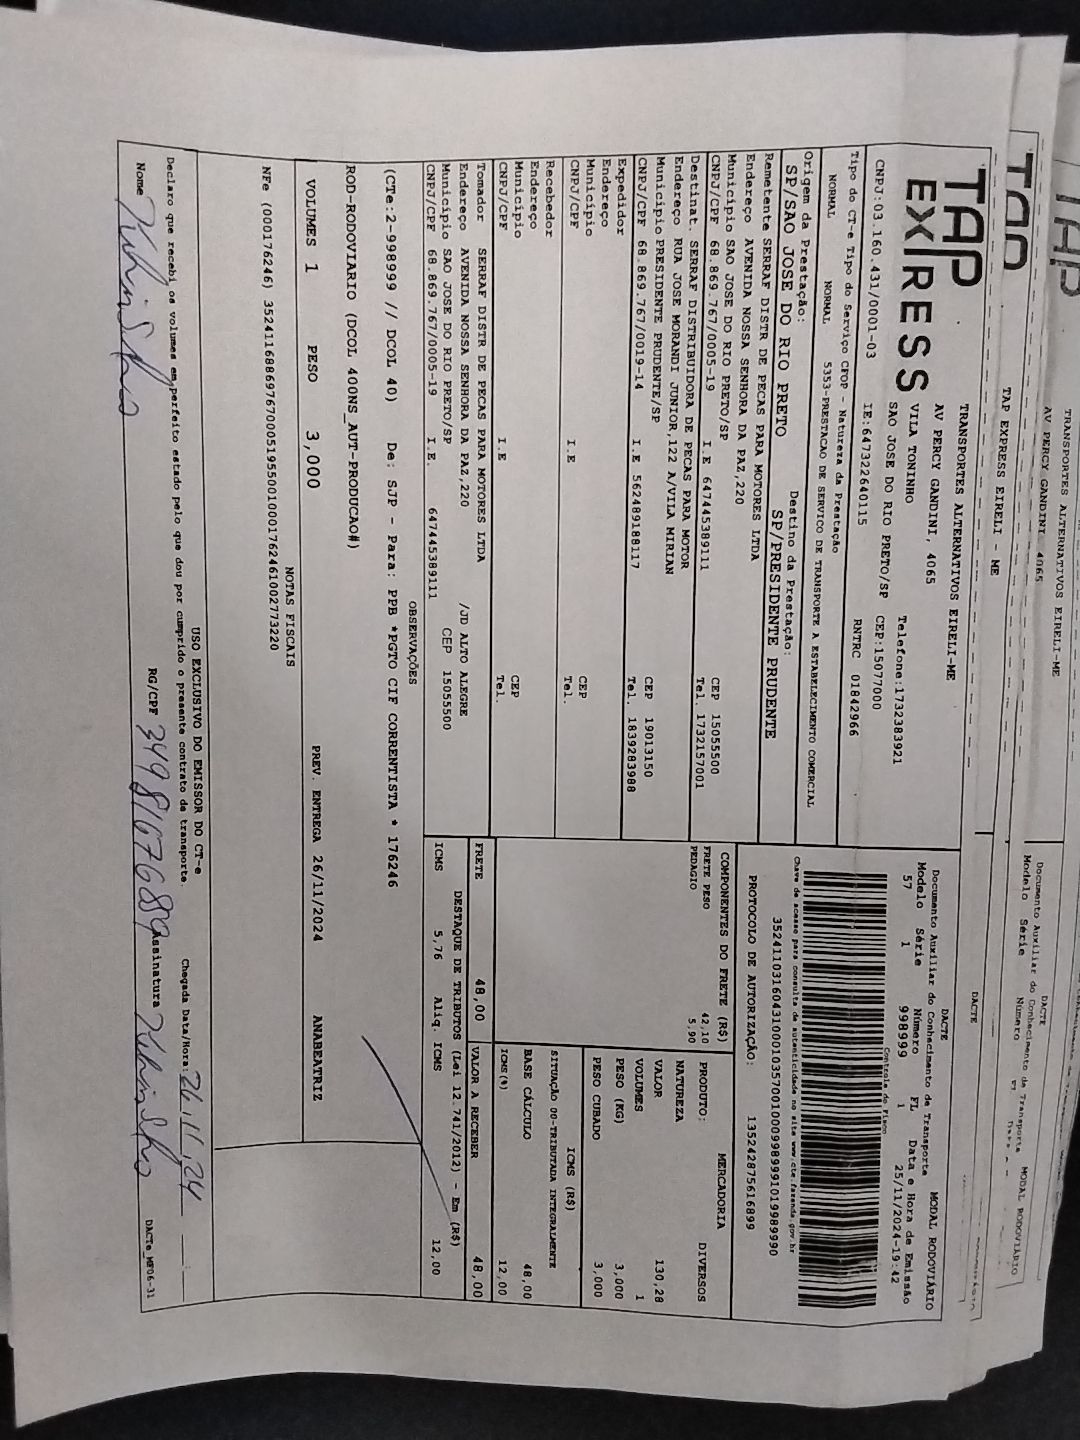 TAP
EXPRESS
TRANSPORTES ALTERNATIVOS EIRELI-ME
AV PERCY GANDINI, 4065
VILA TONINHO
SAO JOSE DO RIO PRETO/SP CEP:15077000
Telefone:1732383921
CNPJ:03.160.431/0001-03 IE:647322640115 RNTRC 01842966
DACTE
Documento Auxiliar do Conhecimento de Transporte MODAL RODOVIÁRIO
Modelo Série Número FL Data e Hora de Emissão
57 1 998999 1 25/11/2024-19:42
Controle do Fisco
Chave de acesso para consulta de autenticidade no site www.cte.fazenda.gov.br
PROTOCOLO DE AUTORIZAÇÃO: 135242875616899
Tipo do CT-e Tipo do Serviço CFOP - Natureza da Prestação
NORMAL NORMAL 5353-PRESTACAO DE SERVICO DE TRANSPORTE A ESTABELECIMENTO COMERCIAL
Origem da Prestação: Destino da Prestação:
SP/SAO JOSE DO RIO PRETO SP/PRESIDENTE PRUDENTE
Remetente SERRAF DISTR DE PECAS PARA MOTORES LTDA
Endereço AVENIDA NOSSA SENHORA DA PAZ,220
Município SAO JOSE DO RIO PRETO/SP CEP 15055500
CNPJ/CPF 68.869.767/0005-19 I.E 647445389111 Tel. 1732157001
Destinat. SERRAF DISTRIBUIDORA DE PECAS PARA MOTOR
Endereço RUA JOSE MORANDI JUNIOR,122 A/VILA MIRIAN
Município PRESIDENTE PRUDENTE/SP CEP 19013150
CNPJ/CPF 68.869.767/0019-14 I.E 562489188117 Tel. 1839283988
Expedidor
Endereço
Município CEP
CNPJ/CPF I.E Tel.
Recebedor
Endereço
Município CEP
CNPJ/CPF I.E Tel.
Tomador SERRAF DISTR DE PECAS PARA MOTORES LTDA
Endereço AVENIDA NOSSA SENHORA DA PAZ,220 /JD ALTO ALEGRE
Município SAO JOSE DO RIO PRETO/SP CEP 15055500
CNPJ/CPF 68.869.767/0005-19 I.E. 647445389111
COMPONENTES DO FRETE (R$)
FRETE PESO 42,10
PEDAGIO 5,90
PRODUTO: MERCADORIA
NATUREZA DIVERSOS
VALOR 130,28
VOLUMES 1
PESO (KG) 3,000
PESO CUBADO 3,000
ICMS (R$)
SITUAÇÃO 00-TRIBUTADA INTEGRALMENTE
BASE CÁLCULO 48,00
ICMS(%) 12,00
FRETE 48,00 VALOR A RECEBER 48,00
DESTAQUE DE TRIBUTOS (Lei 12.741/2012) - Em (R$)
ICMS 5,76 Aliq. ICMS 12,00
OBSERVAÇÕES
(CTe:2-998999 // DCOL 40) De: SJP - Para: PPB *PGTO CIF CORRENTISTA * 176246
ROD-RODOVIARIO (DCOL 400NS_AUT-PRODUCAO#)
VOLUMES 1 PESO 3,000 PREV. ENTREGA 26/11/2024 ANABEATRIZ
NOTAS FISCAIS
NFe (000176246) 35241168869767000519550010001762461002773220
USO EXCLUSIVO DO EMISSOR DO CT-e
Declaro que recebi os volumes em perfeito estado pelo que dou por cumprido o presente contrato de transporte. Chegada Data/Hora: 26.11.24
Nome RG/CPF 34981676689 Assinatura
DACTe_MP06-31